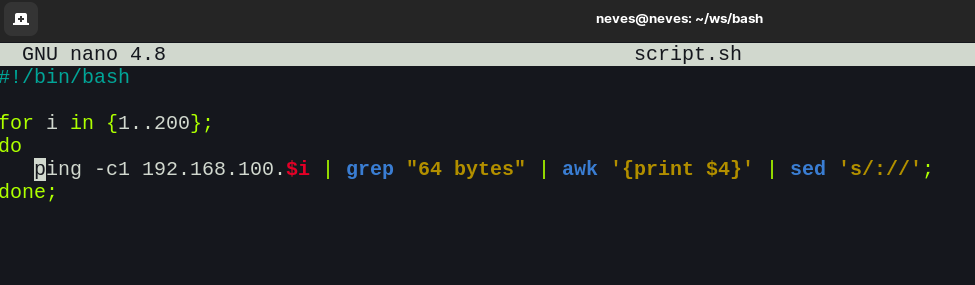 neves@neves: ~/ws/bash
GNU nano 4.8 script.sh
#!/bin/bash
for i in {1..200};
do
ping -c1 192.168.100.$i | grep "64 bytes" | awk '{print $4}' | sed 's/://';
done;